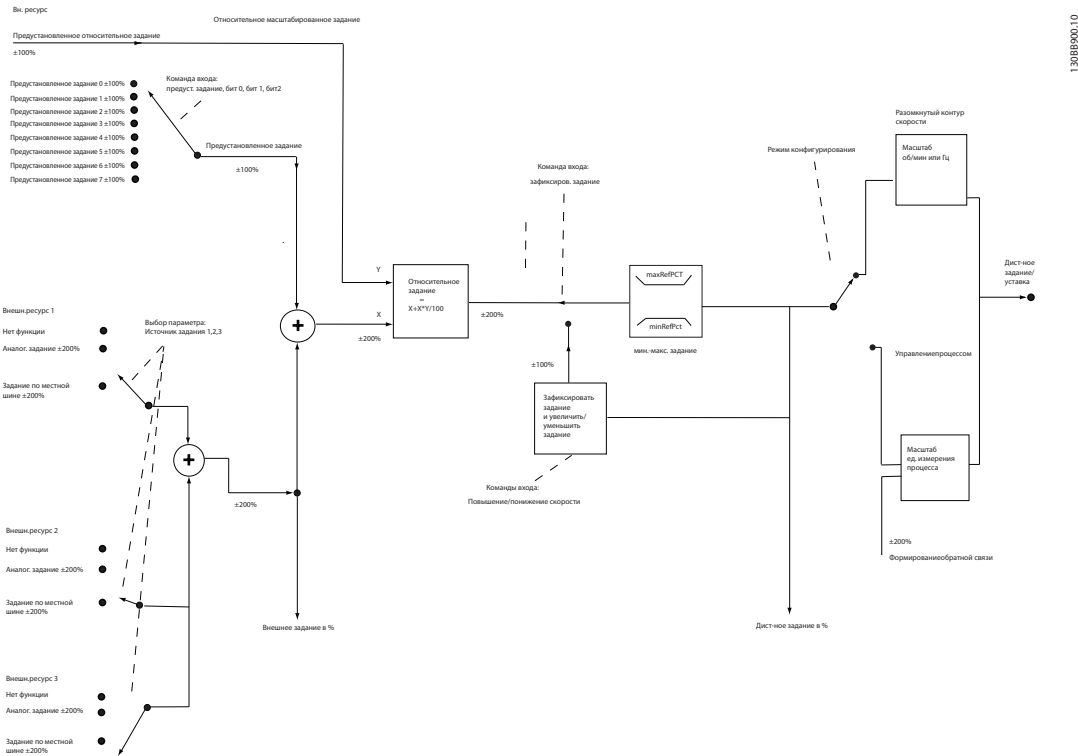 Вн. ресурс
Относительное масштабированное задание
130BB900.10
Предустановленное относительное задание
±100%
Предустановленное задание 0 ±100%
Предустановленное задание 1 ±100%
Предустановленное задание 2 ±100%
Предустановленное задание 3 ±100%
Предустановленное задание 4 ±100%
Предустановленное задание 5 ±100%
Предустановленное задание 6 ±100%
Предустановленное задание 7 ±100%
Команда входа:
предуст. задание, бит 0, бит 1, бит2
Предустановленное задание
±100%
Команда входа:
зафиксиров. задание
Режим конфигурирования
Разомкнутый контур
скорости
Масштаб
об/мин или Гц
Y
X
±200%
Относительное
задание
=
X+X*Y/100
±200%
maxRefPCT
minRefPct
мин.-макс. задание
Дист-ное
задание/
уставка
+
Внешн.ресурс 1
Нет функции
Аналог. задание ±200%
Задание по местной
шине ±200%
Выбор параметра:
Источник задания 1,2,3
±100%
Зафиксировать
задание
и увеличить/
уменьшить
задание
Команды входа:
Повышение/понижение скорости
Управлениепроцессом
Масштаб
ед. измерения
процесса
±200%
Формированиеобратной связи
+
±200%
Внешн.ресурс 2
Нет функции
Аналог. задание ±200%
Задание по местной
шине ±200%
Внешнее задание в %
Дист-ное задание в %
Внешн.ресурс 3
Нет функции
Аналог. задание ±200%
Задание по местной
шине ±200%